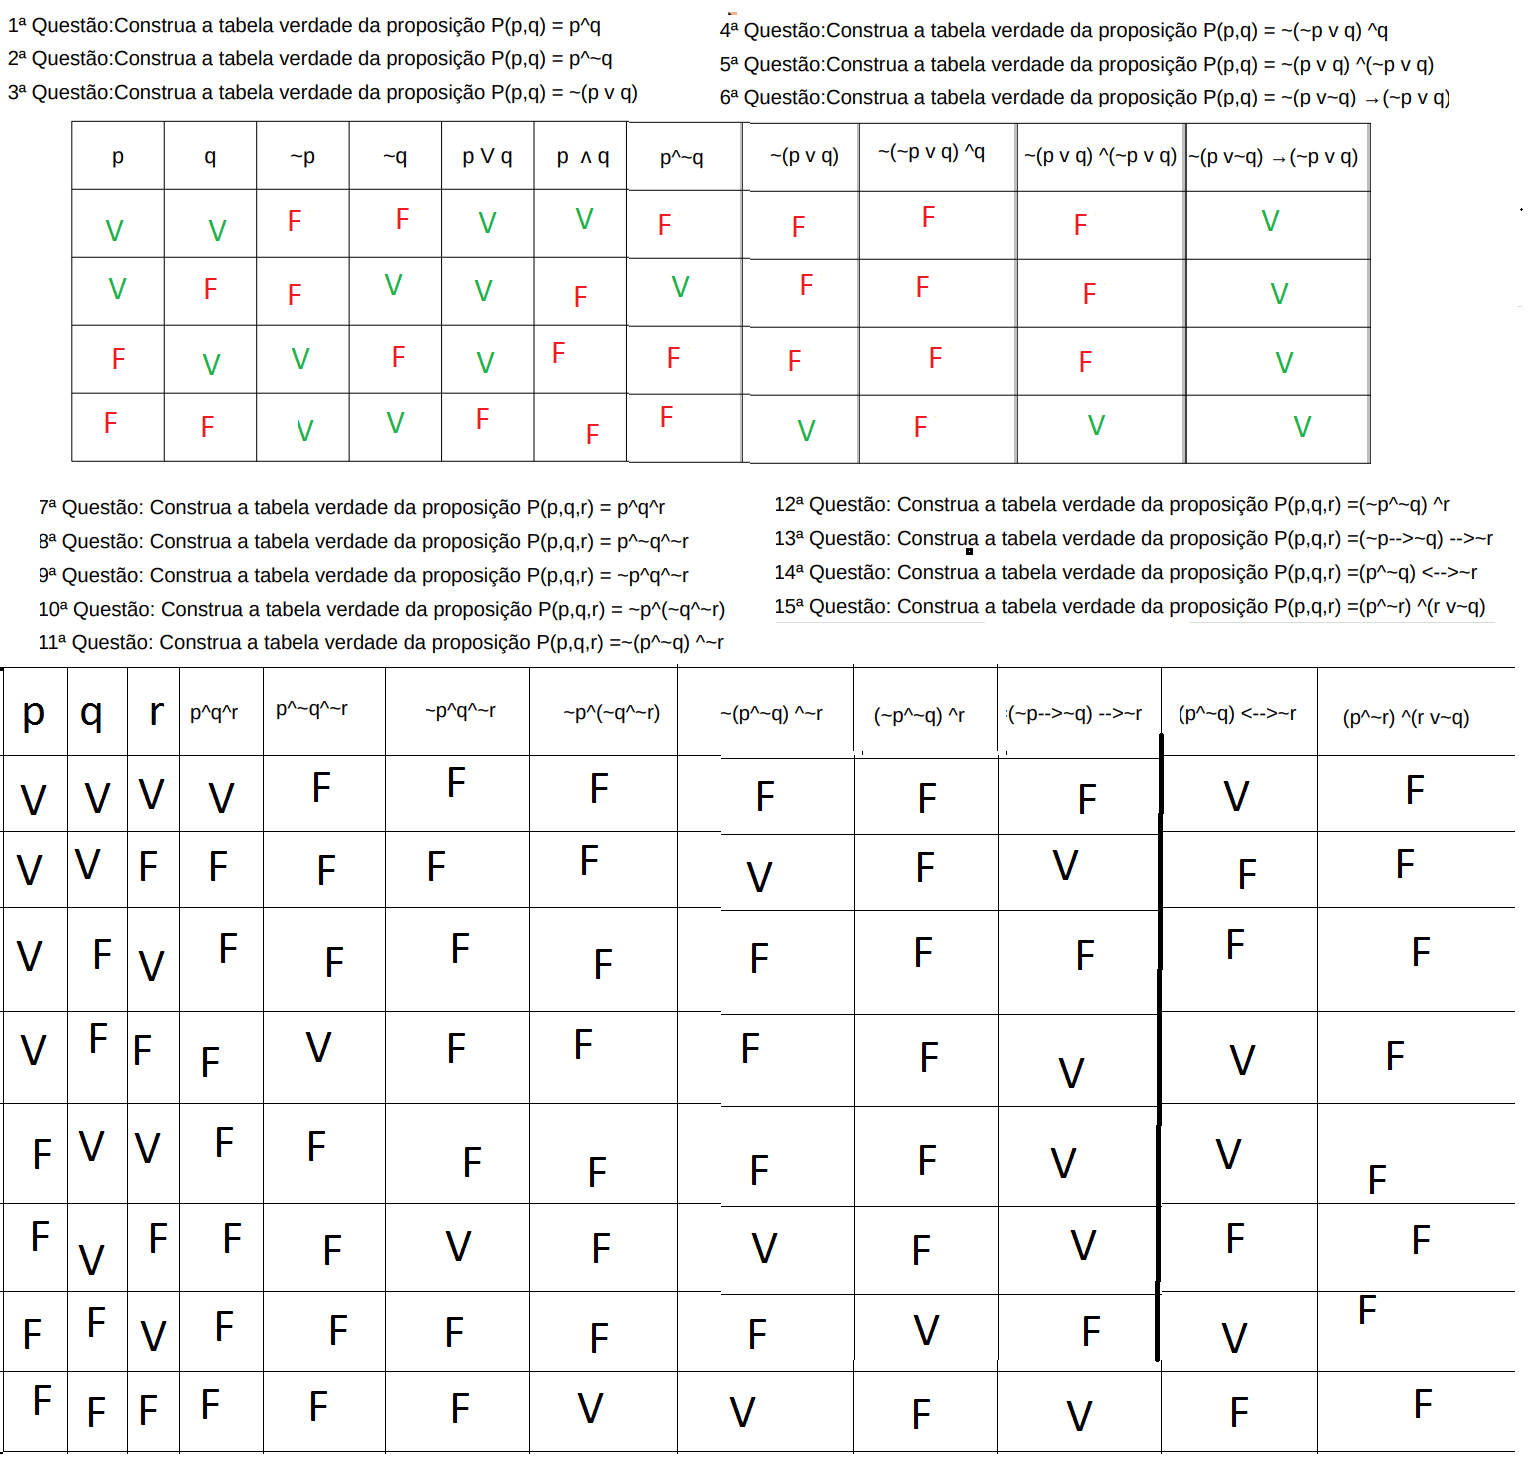 1ª Questão:Construa a tabela verdade da proposição P(p,q) = p^q
2ª Questão:Construa a tabela verdade da proposição P(p,q) = p^~q
3ª Questão:Construa a tabela verdade da proposição P(p,q) = ~(p v q)
4ª Questão:Construa a tabela verdade da proposição P(p,q) = ~(~p v q) ^q
5ª Questão:Construa a tabela verdade da proposição P(p,q) = ~(p v q) ^(~p v q)
6ª Questão:Construa a tabela verdade da proposição P(p,q) = ~(p v~q) →(~p v q)
p q ~p ~q p V q p ∧ q p^~q ~(p v q) ~(~p v q) ^q ~(p v q) ^(~p v q) ~(p v~q) →(~p v q)
V V F F V V F F F F V
V F F V V F V F F F V
F V V F V F F F F F V
F F V V F F F V F V V
7ª Questão: Construa a tabela verdade da proposição P(p,q,r) = p^q^r
8ª Questão: Construa a tabela verdade da proposição P(p,q,r) = p^~q^~r
9ª Questão: Construa a tabela verdade da proposição P(p,q,r) = ~p^q^~r
10ª Questão: Construa a tabela verdade da proposição P(p,q,r) = ~p^(~q^~r)
11ª Questão: Construa a tabela verdade da proposição P(p,q,r) =~(p^~q) ^~r
12ª Questão: Construa a tabela verdade da proposição P(p,q,r) =(~p^~q) ^r
13ª Questão: Construa a tabela verdade da proposição P(p,q,r) =(~p-->~q) -->~r
14ª Questão: Construa a tabela verdade da proposição P(p,q,r) =(p^~q) <-->~r
15ª Questão: Construa a tabela verdade da proposição P(p,q,r) =(p^~r) ^(r v~q)
p q r p^q^r p^~q^~r ~p^q^~r ~p^(~q^~r) ~(p^~q) ^~r (~p^~q) ^r (~p-->~q) -->~r (p^~q) <-->~r (p^~r) ^(r v~q)
V V V V F F F F F F V F
V V F F F F F V F V F F
V F V F F F F F F F F F
V F F F V F F F F V V F
F V V F F F F F F V V F
F V F F F V F V F V F F
F F V F F F F F V F V F
F F F F F F V V F V F F